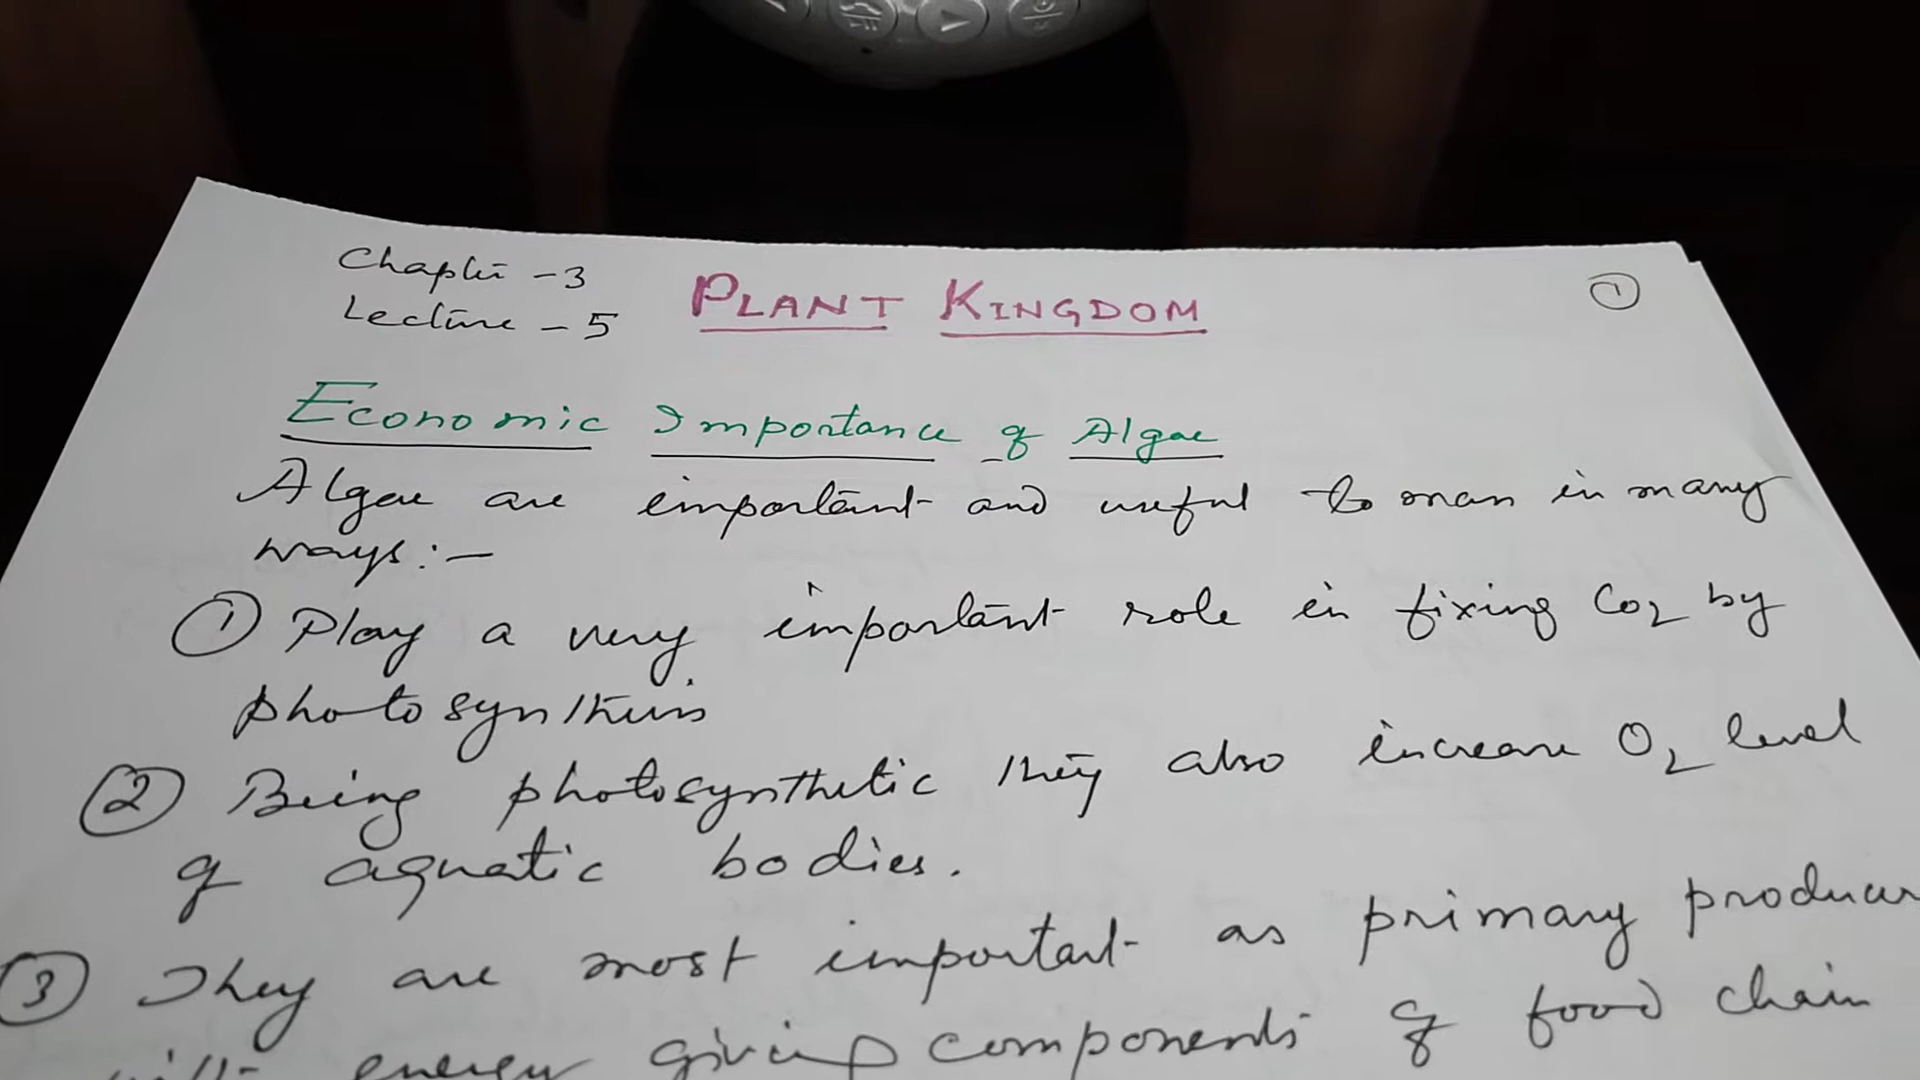 Chapter - 3
Lecture - 5
PLANT KINGDOM
1
Economic Importance of Algae
Algae are important and useful to man in many
ways:-
① Play a very important role in fixing CO2 by
photosynthesis
② Being photosynthetic they also increase O2 level
of aquatic bodies.
③ They are most important as primary producer
energy giving components of food chain